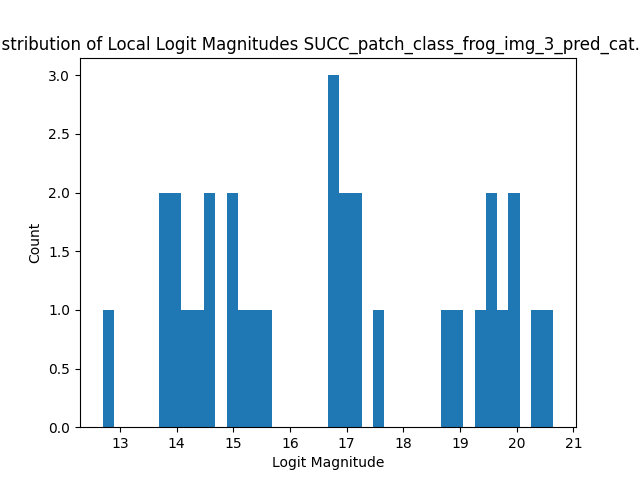 stribution of Local Logit Magnitudes SUCC_patch_class_frog_img_3_pred_cat.
3.0
2.5
2.0
1.5
1.0
0.5
0.0
Count
13 14 15 16 17 18 19 20 21
Logit Magnitude